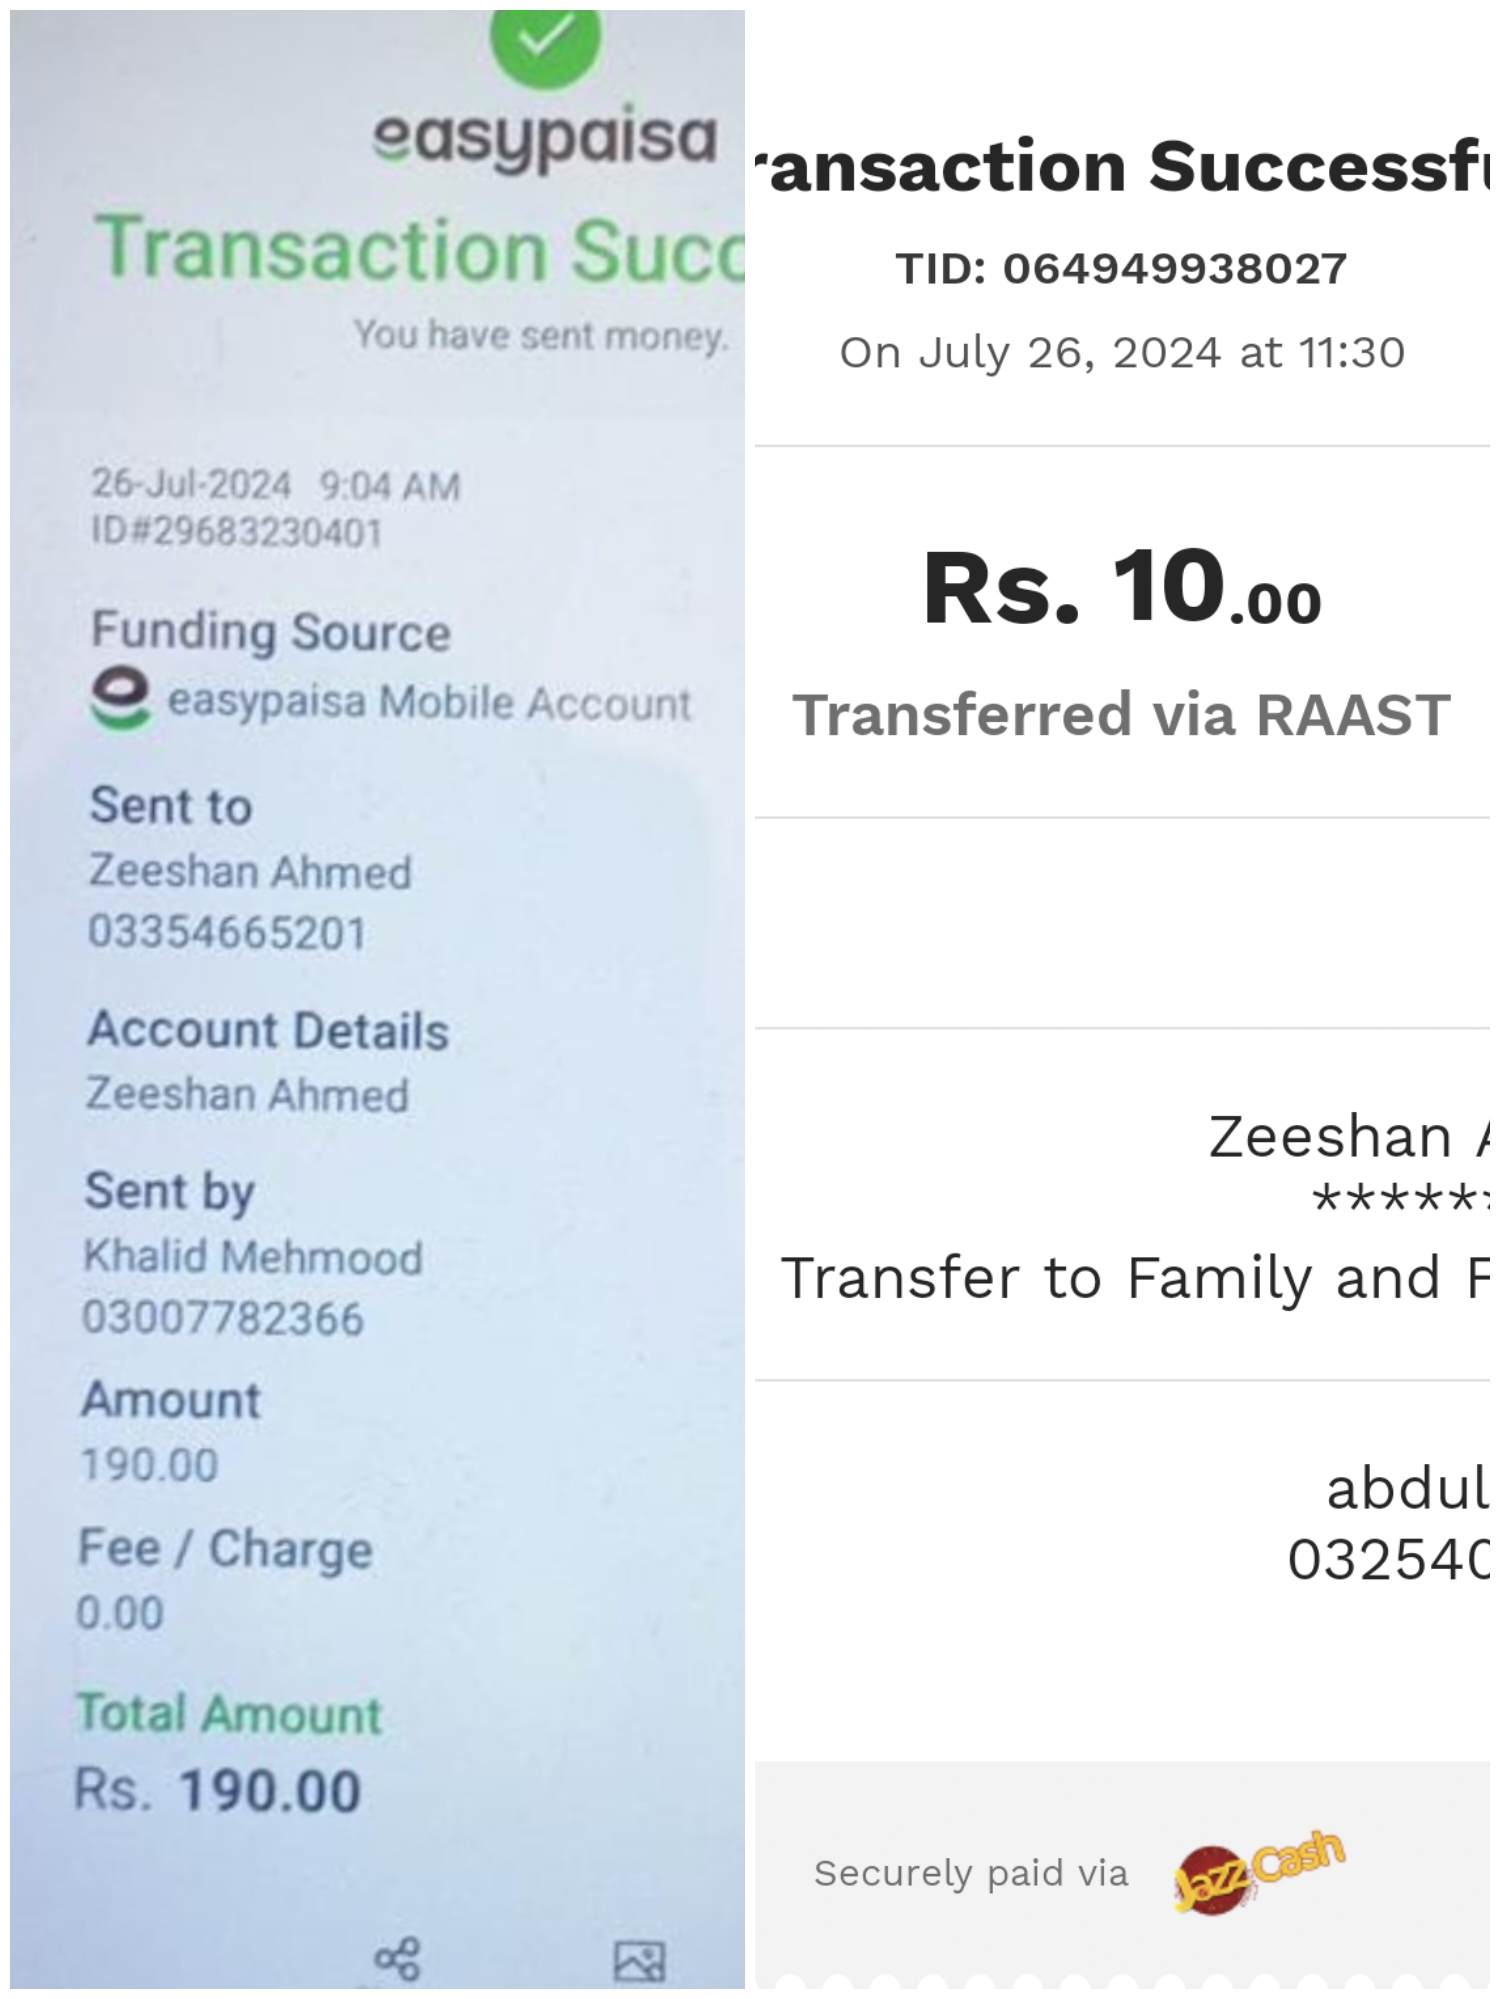 easypaisa
Transaction Succ
You have sent money.
26-Jul-2024 9:04 AM
ID#29683230401
Funding Source
easypaisa Mobile Account
Sent to
Zeeshan Ahmed
03354665201
Account Details
Zeeshan Ahmed
Sent by
Khalid Mehmood
03007782366
Amount
190.00
Fee / Charge
0.00
Total Amount
Rs. 190.00
ransaction Successfu
TID: 064949938027
On July 26, 2024 at 11:30
Rs. 10.00
Transferred via RAAST
Zeeshan A
******
Transfer to Family and F
abdul
032540
Securely paid via JazzCash